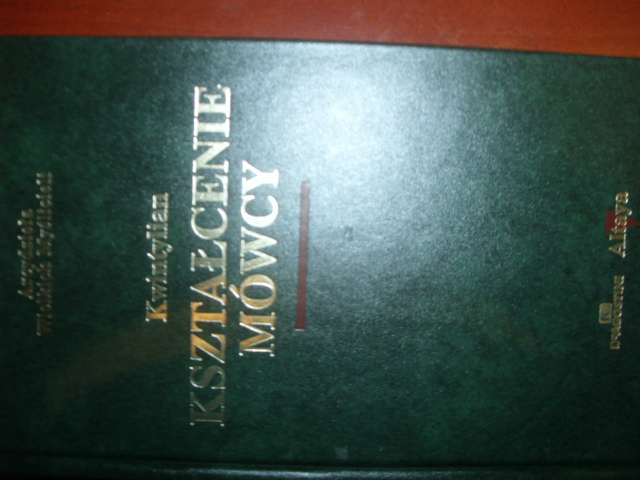 Arcydzieła
Wielkich Myślicieli
Kwintylian
KSZTAŁCENIE
MÓWCY
Altaya